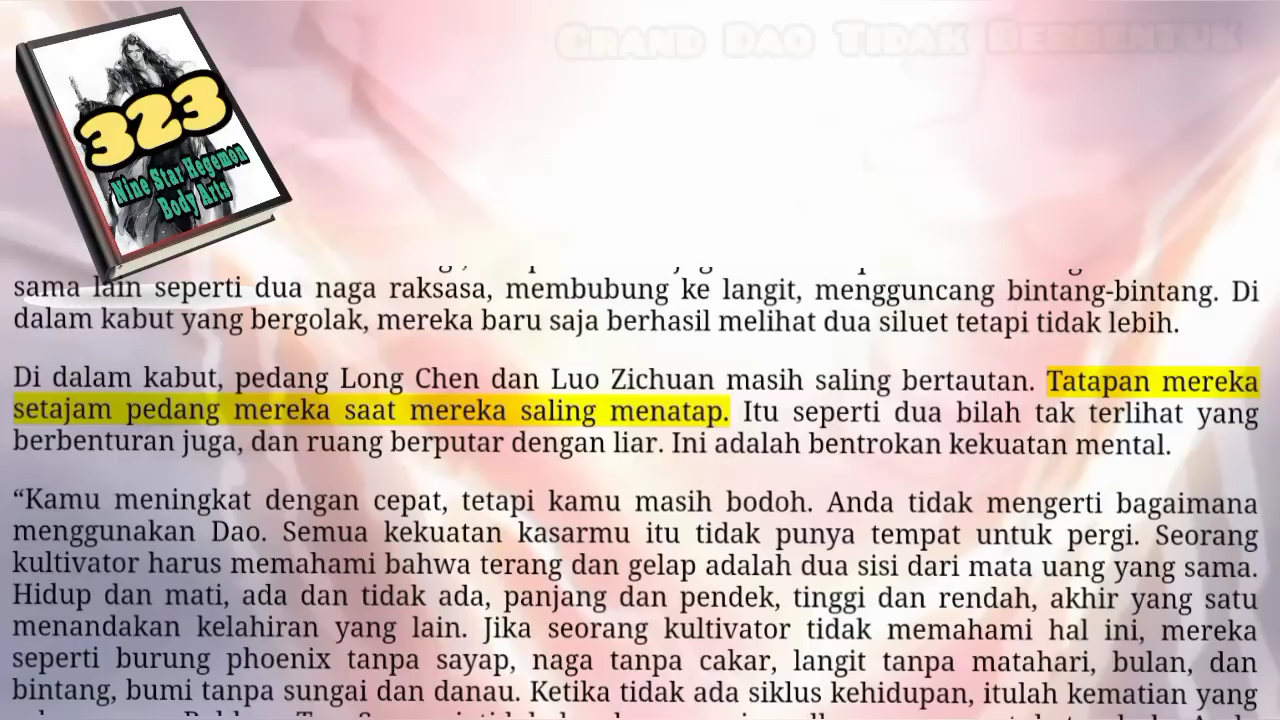 Grand Dao Tidak Berbentuk
323
Nine Star Hegemon
Body Arts
sama lain seperti dua naga raksasa, membubung ke langit, mengguncang bintang-bintang. Di
dalam kabut yang bergolak, mereka baru saja berhasil melihat dua siluet tetapi tidak lebih.
Di dalam kabut, pedang Long Chen dan Luo Zichuan masih saling bertautan. Tatapan mereka
setajam pedang mereka saat mereka saling menatap. Itu seperti dua bilah tak terlihat yang
berbenturan juga, dan ruang berputar dengan liar. Ini adalah bentrokan kekuatan mental.
“Kamu meningkat dengan cepat, tetapi kamu masih bodoh. Anda tidak mengerti bagaimana
menggunakan Dao. Semua kekuatan kasarmu itu tidak punya tempat untuk pergi. Seorang
kultivator harus memahami bahwa terang dan gelap adalah dua sisi dari mata uang yang sama.
Hidup dan mati, ada dan tidak ada, panjang dan pendek, tinggi dan rendah, akhir yang satu
menandakan kelahiran yang lain. Jika seorang kultivator tidak memahami hal ini, mereka
seperti burung phoenix tanpa sayap, naga tanpa cakar, langit tanpa matahari, bulan, dan
bintang, bumi tanpa sungai dan danau. Ketika tidak ada siklus kehidupan, itulah kematian yang